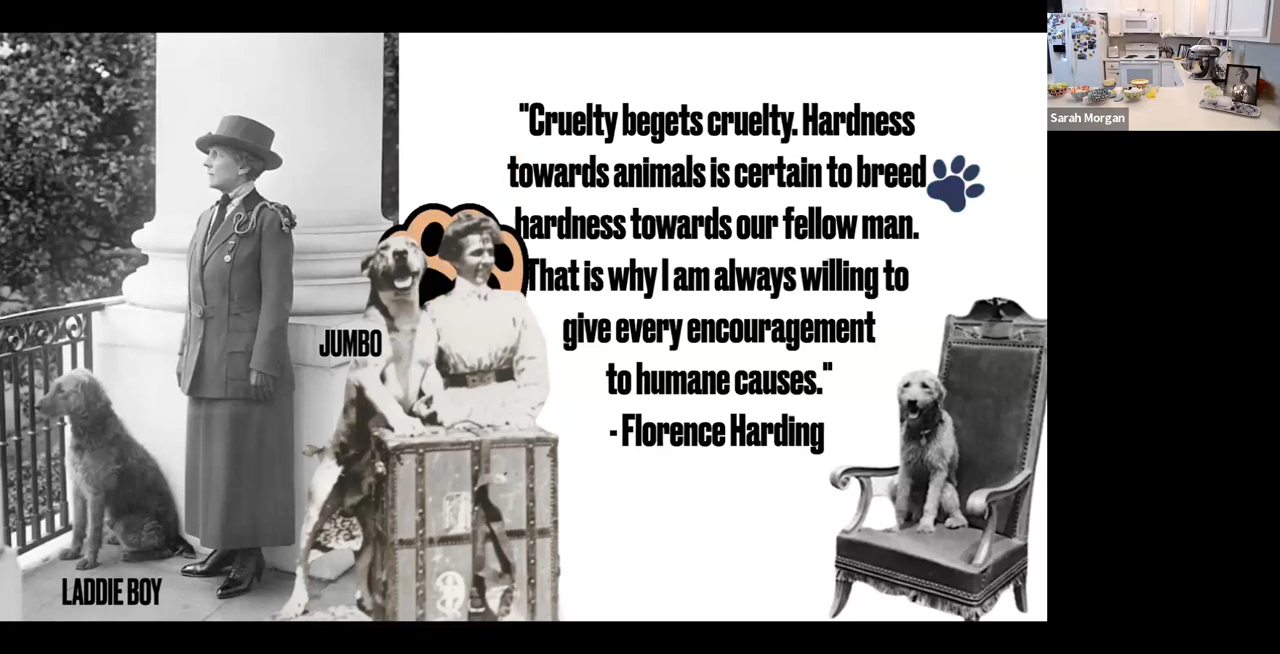 "Cruelty begets cruelty. Hardness
towards animals is certain to breed
hardness towards our fellow man.
That is why I am always willing to
give every encouragement
to humane causes."
- Florence Harding
JUMBO
LADDIE BOY
Sarah Morgan